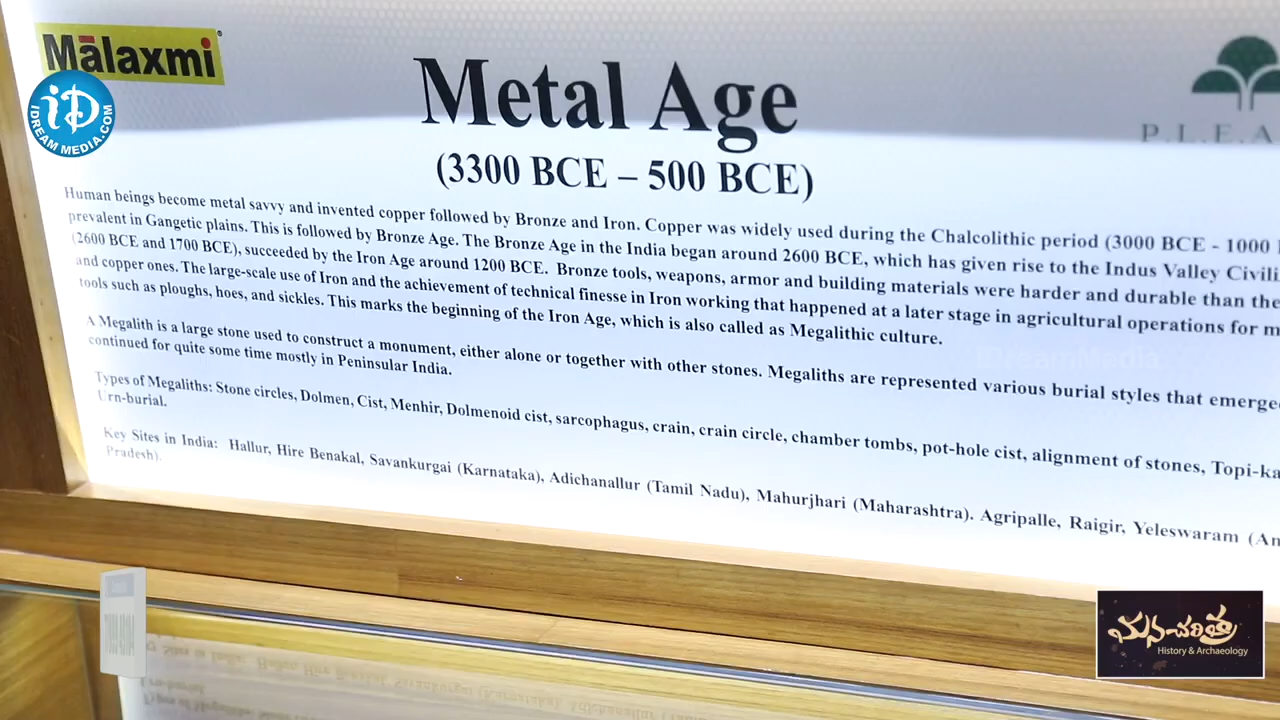 Mālaxmi
iD
IDREAM MEDIA.COM
Metal Age
P.L.E.A
(3300 BCE – 500 BCE)
Human beings become metal savvy and invented copper followed by Bronze and Iron. Copper was widely used during the Chalcolithic period (3000 BCE - 1000
prevalent in Gangetic plains. This is followed by Bronze Age. The Bronze Age in the India began around 2600 BCE, which has given rise to the Indus Valley Civili
(2600 BCE and 1700 BCE), succeeded by the Iron Age around 1200 BCE. Bronze tools, weapons, armor and building materials were harder and durable than the
and copper ones. The large-scale use of Iron and the achievement of technical finesse in Iron working that happened at a later stage in agricultural operations for m
tools such as ploughs, hoes, and sickles. This marks the beginning of the Iron Age, which is also called as Megalithic culture.
iDreamMedia
A Megalith is a large stone used to construct a monument, either alone or together with other stones. Megaliths are represented various burial styles that emerge
continued for quite some time mostly in Peninsular India.
Types of Megaliths: Stone circles, Dolmen, Cist, Menhir, Dolmenoid cist, sarcophagus, crain, crain circle, chamber tombs, pot-hole cist, alignment of stones, Topi-ka
Urn-burial.
Key Sites in India: Hallur, Hire Benakal, Savankurgai (Karnataka), Adichanallur (Tamil Nadu), Mahurjhari (Maharashtra). Agripalle, Raigir, Yeleswaram (An
Pradesh).
మనచరిత్ర
History & Archaeology